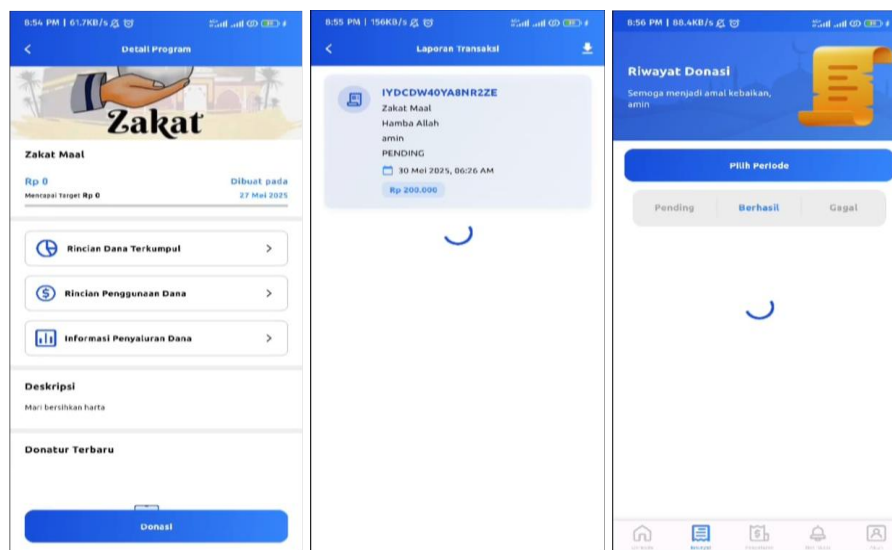 8:54 PM | 61.7KB/s
Detail Program
Zakat
Zakat Maal
Rp 0
Dibuat pada
Mencapai Target Rp 0
27 Mei 2025
Rincian Dana Terkumpul
Rincian Penggunaan Dana
Informasi Penyaluran Dana
Deskripsi
Mari bersihkan harta
Donatur Terbaru
Donasi
8:55 PM | 156KB/s
Laporan Transaksi
IYDCDW40YA8NR2ZE
Zakat Maal
Hamba Allah
amin
PENDING
30 Mei 2025, 06:26 AM
Rp 200.000
8:56 PM | 88.4KB/s
Riwayat Donasi
Semoga menjadi amal kebaikan,
amin
Pilih Periode
Pending
Berhasil
Gagal